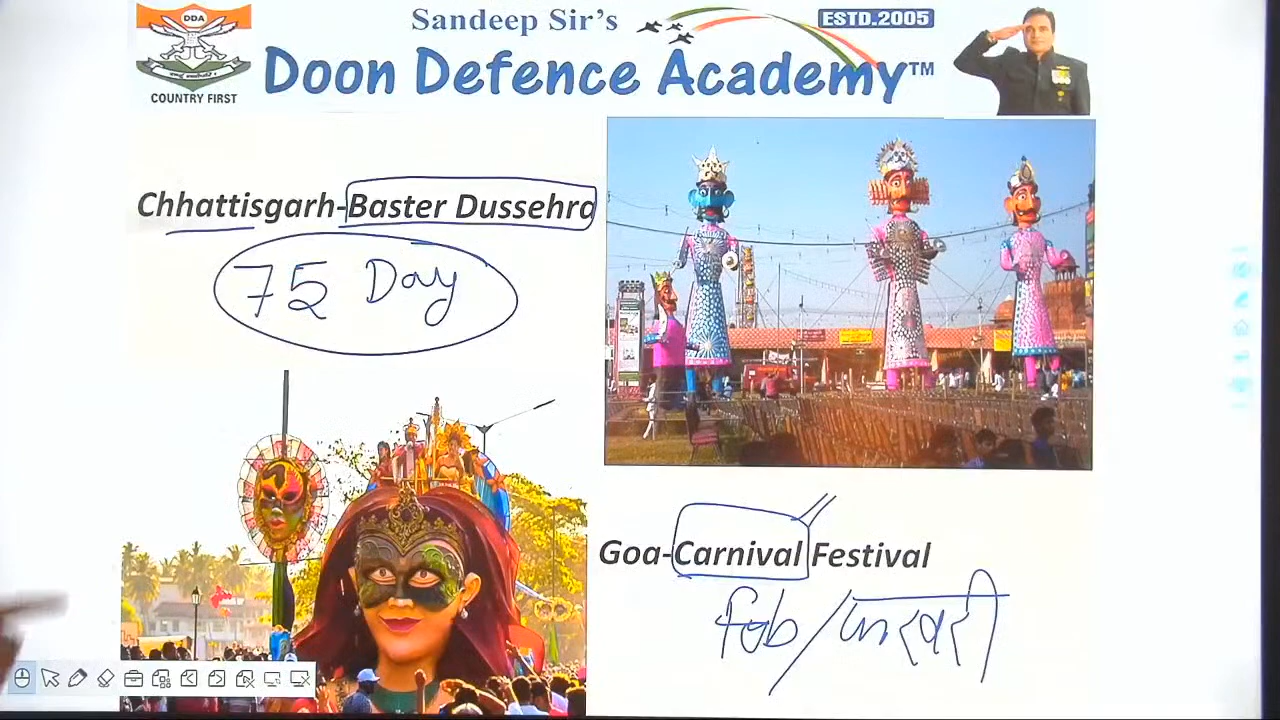 DDA
COUNTRY FIRST
Sandeep Sir's
ESTD.2005
Doon Defence Academy™
Chhattisgarh-Baster Dussehra
75 Day
Goa-Carnival Festival
Feb/फरवरी